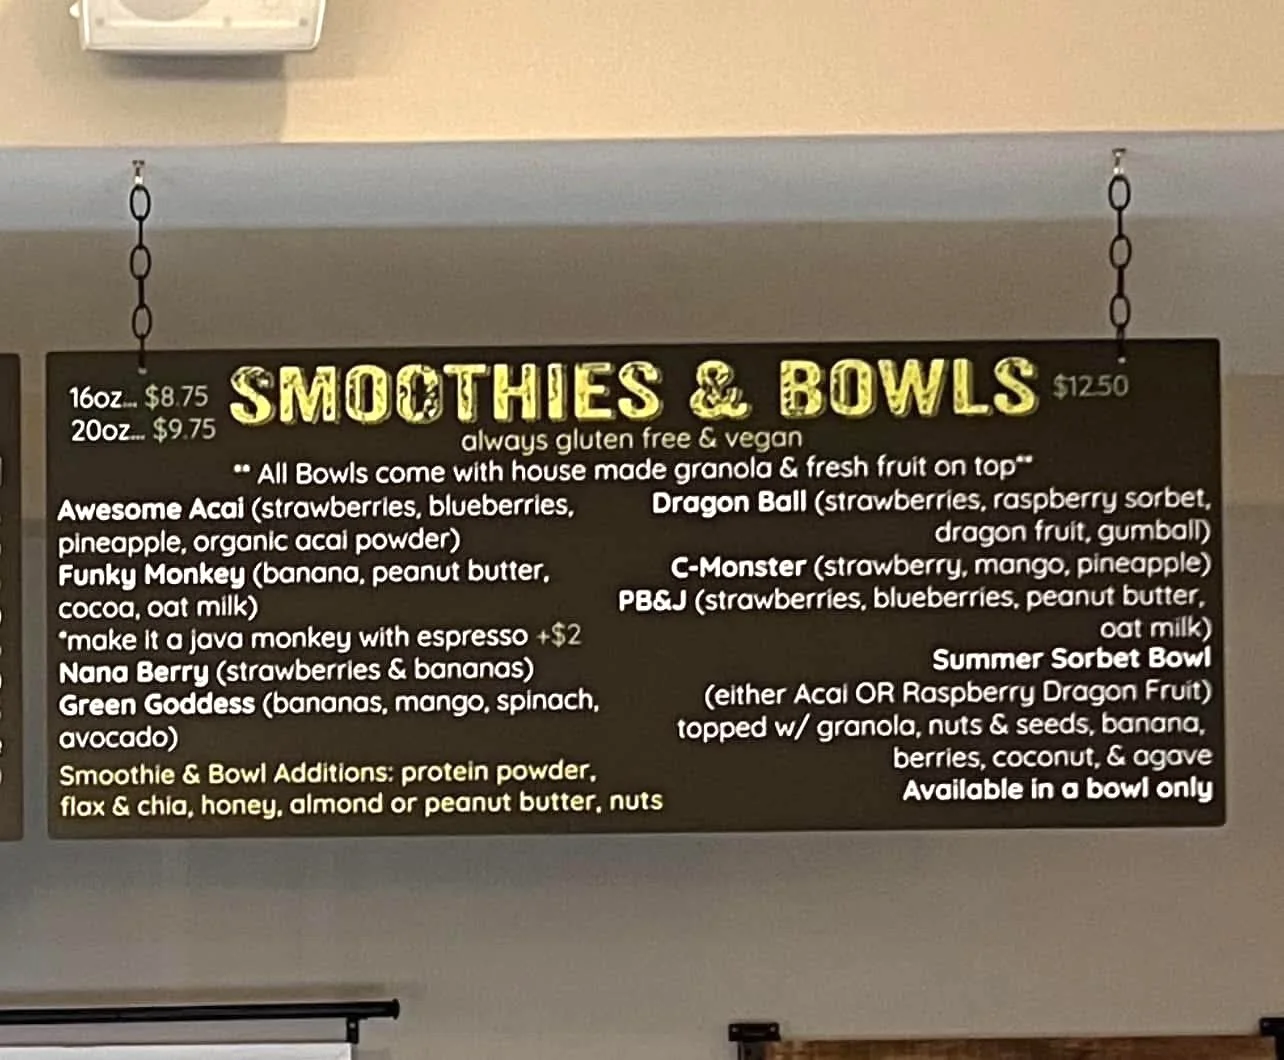 SMOOTHIES & BOWLS
16oz... $8.75
20oz... $9.75
$12.50
always gluten free & vegan
** All Bowls come with house made granola & fresh fruit on top**
Awesome Acai (strawberries, blueberries,
pineapple, organic acai powder)
Funky Monkey (banana, peanut butter,
cocoa, oat milk)
*make it a java monkey with espresso +$2
Nana Berry (strawberries & bananas)
Green Goddess (bananas, mango, spinach,
avocado)
Smoothie & Bowl Additions: protein powder,
flax & chia, honey, almond or peanut butter, nuts
Dragon Ball (strawberries, raspberry sorbet,
dragon fruit, gumball)
C-Monster (strawberry, mango, pineapple)
PB&J (strawberries, blueberries, peanut butter,
oat milk)
Summer Sorbet Bowl
(either Acai OR Raspberry Dragon Fruit)
topped w/ granola, nuts & seeds, banana,
berries, coconut, & agave
Available in a bowl only